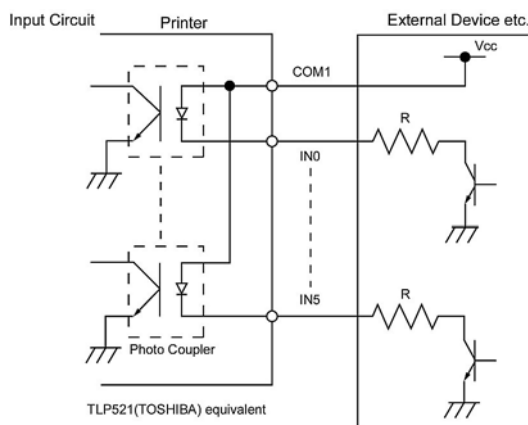 Input Circuit
Printer
External Device etc.
Vcc
COM1
R
IN0
R
IN5
Photo Coupler
TLP521(TOSHIBA) equivalent